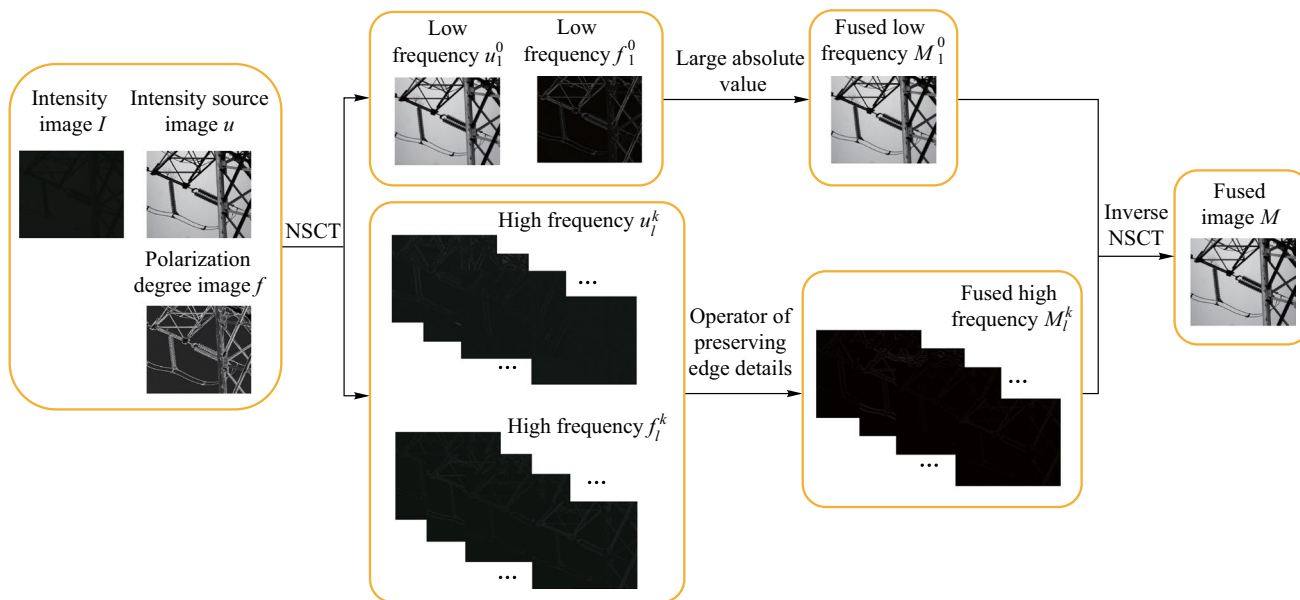 Intensity
image I
Intensity source
image u
Polarization
degree image f
NSCT
Low
frequency u₁⁰
Low
frequency f₁⁰
High frequency uₗᵏ
...
...
High frequency fₗᵏ
...
...
Large absolute
value
Operator of
preserving
edge details
Fused low
frequency M₁⁰
Fused high
frequency Mₗᵏ
...
...
Inverse
NSCT
Fused
image M